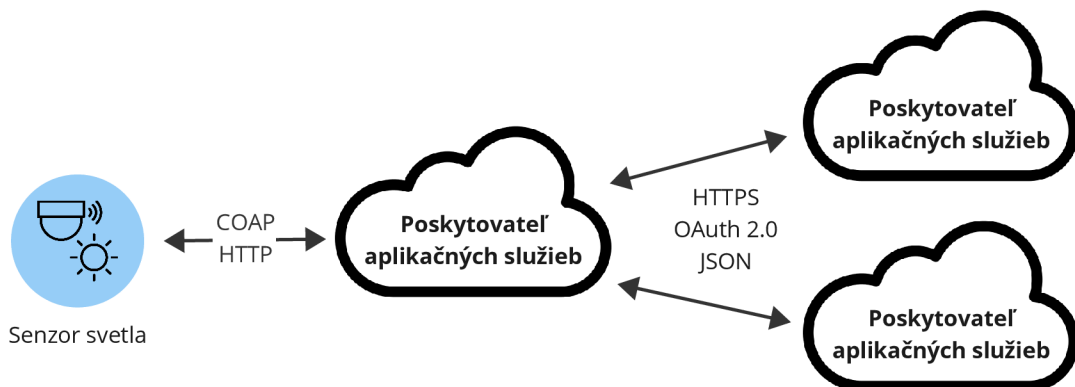 Senzor svetla
COAP
HTTP
Poskytovateľ
aplikačných služieb
HTTPS
OAuth 2.0
JSON
Poskytovateľ
aplikačných služieb
Poskytovateľ
aplikačných služieb